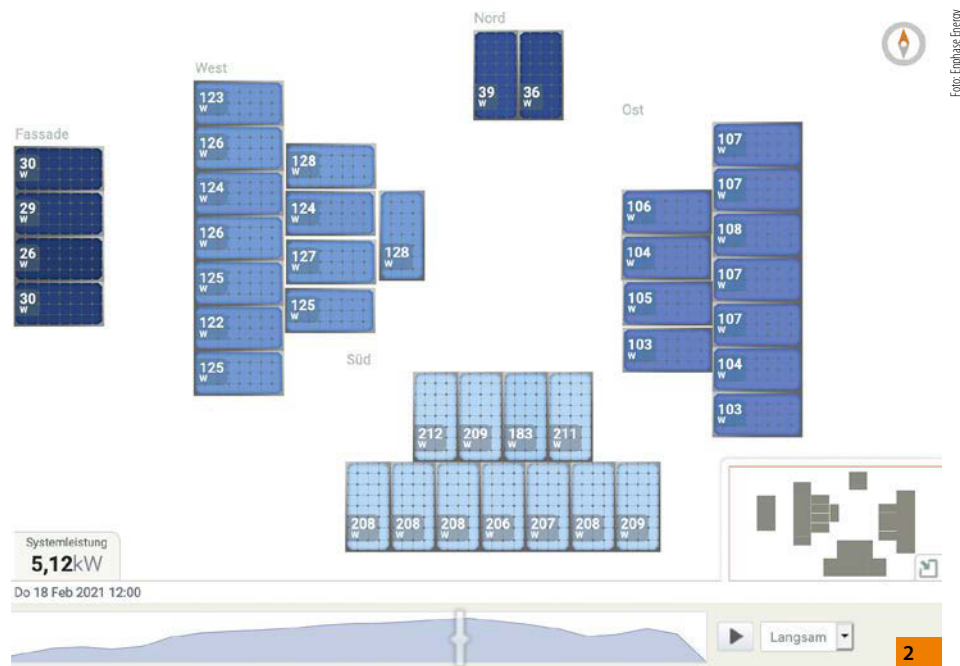 Nord
Foto: Enphase Energy
West
39
W
36
W
123
W
Ost
Fassade
126
W
107
W
30
W
128
W
124
W
107
W
29
W
124
W
106
W
126
W
128
W
108
W
26
W
127
W
104
W
125
W
107
W
30
W
125
W
105
W
122
W
107
W
103
W
Süd
125
W
104
W
103
W
212
W
209
W
183
W
211
W
208
W
208
W
208
W
206
W
207
W
208
W
209
W
Systemleistung
5,12kW
Do 18 Feb 2021 12:00
Langsam
2